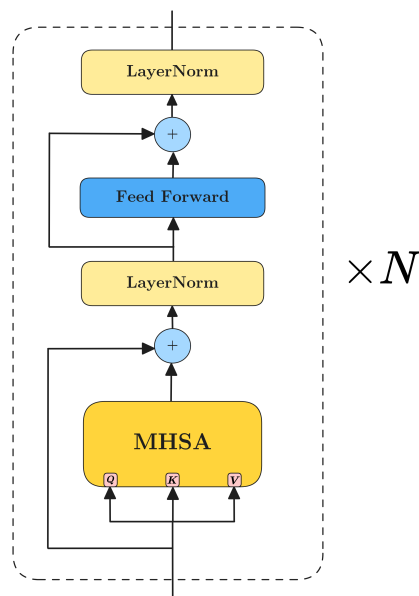 LayerNorm
+
Feed Forward
LayerNorm
× N
+
MHSA
Q K V